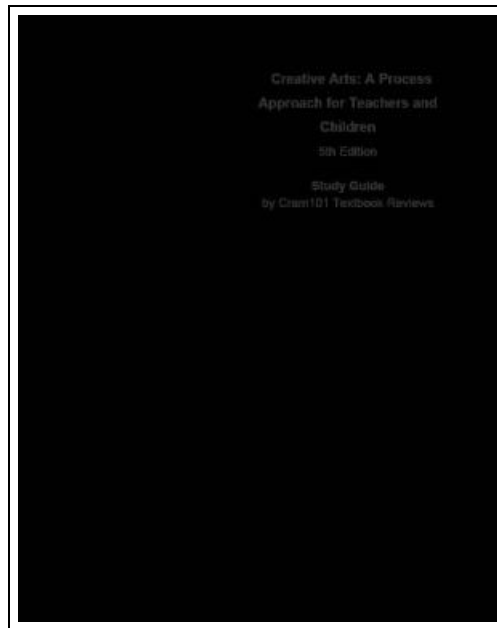 Creative Arts: A Process
Approach for Teachers and
Children
5th Edition
Study Guide
by Cram101 Textbook Reviews